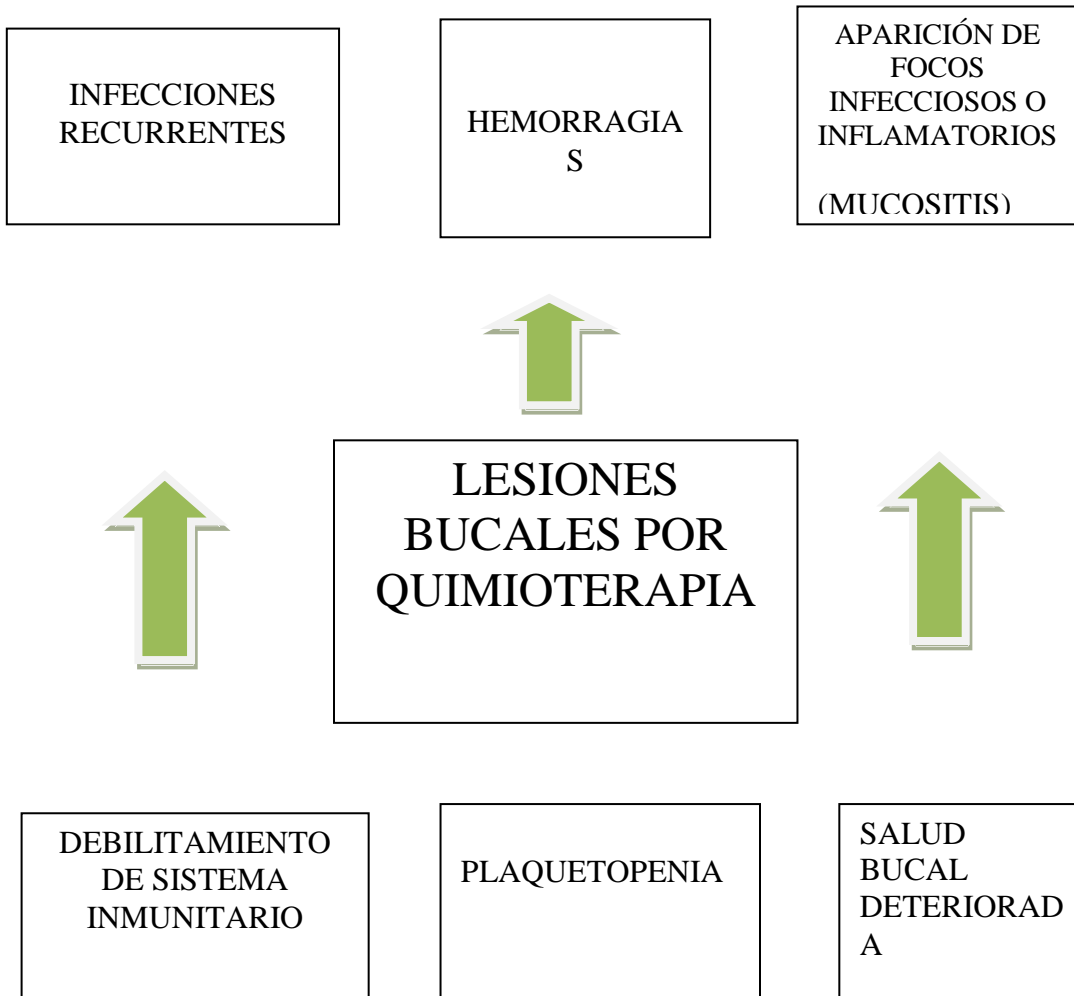 INFECCIONES
RECURRENTES
HEMORRAGIA
S
APARICIÓN DE
FOCOS
INFECCIOSOS O
INFLAMATORIOS
(MUCOSITIS)
LESIONES
BUCALES POR
QUIMIOTERAPIA
DEBILITAMIENTO
DE SISTEMA
INMUNITARIO
PLAQUETOPENIA
SALUD
BUCAL
DETERIORAD
A